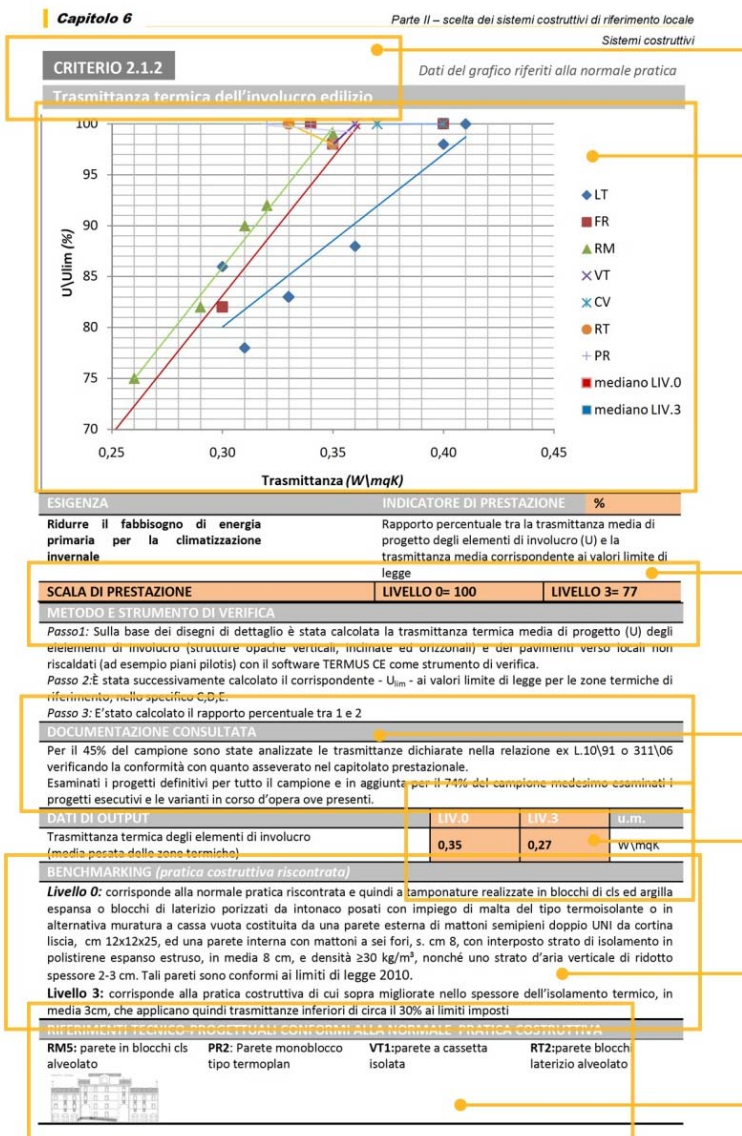 Capitolo 6
Parte II – scelta dei sistemi costruttivi di riferimento locale
Sistemi costruttivi
CRITERIO 2.1.2
Dati del grafico riferiti alla normale pratica
Trasmittanza termica dell'involucro edilizio
100
95
90
85
80
75
70
U\Ulim (%)
0,25 0,30 0,35 0,40 0,45
Trasmittanza (W\mqK)
LT
FR
RM
VT
CV
RT
PR
mediano LIV.0
mediano LIV.3
ESIGENZA
INDICATORE DI PRESTAZIONE %
Ridurre il fabbisogno di energia
primaria per la climatizzazione
invernale
Rapporto percentuale tra la trasmittanza media di
progetto degli elementi di involucro (U) e la
trasmittanza media corrispondente ai valori limite di
legge
SCALA DI PRESTAZIONE LIVELLO 0= 100 LIVELLO 3= 77
METODO E STRUMENTO DI VERIFICA
Passo1: Sulla base dei disegni di dettaglio è stata calcolata la trasmittanza termica media di progetto (U) degli
elelementi di involucro (strutture opache verticali, inclinate ed orizzonali) e dei pavimenti verso locali non
riscaldati (ad esempio piani pilotis) con il software TERMUS CE come strumento di verifica.
Passo 2:È stata successivamente calcolato il corrispondente - Ulim - ai valori limite di legge per le zone termiche di
riferimento, nello specifico C,D,E.
Passo 3: E'stato calcolato il rapporto percentuale tra 1 e 2
DOCUMENTAZIONE CONSULTATA
Per il 45% del campione sono state analizzate le trasmittanze dichiarate nella relazione ex L.10\91 o 311\06
verificando la conformità con quanto asseverato nel capitolato prestazionale.
Esaminati i progetti definitivi per tutto il campione e in aggiunta per il 74% del campione medesimo esaminati i
progetti esecutivi e le varianti in corso d'opera ove presenti.
DATI DI OUTPUT LIV.0 LIV.3 u.m.
Trasmittanza termica degli elementi di involucro
(media pesata delle zone termiche)
0,35 0,27 W\mqK
BENCHMARKING (pratica costruttiva riscontrata)
Livello 0: corrisponde alla normale pratica riscontrata e quindi a tamponature realizzate in blocchi di cls ed argilla
espansa o blocchi di laterizio porizzati da intonaco posati con impiego di malta del tipo termoisolante o in
alternativa muratura a cassa vuota costituita da una parete esterna di mattoni semipieni doppio UNI da cortina
liscia, cm 12x12x25, ed una parete interna con mattoni a sei fori, s. cm 8, con interposto strato di isolamento in
polistirene espanso estruso, in media 8 cm, e densità ≥30 kg/m³, nonché uno strato d'aria verticale di ridotto
spessore 2-3 cm. Tali pareti sono conformi ai limiti di legge 2010.
Livello 3: corrisponde alla pratica costruttiva di cui sopra migliorate nello spessore dell'isolamento termico, in
media 3cm, che applicano quindi trasmittanze inferiori di circa il 30% ai limiti imposti
RIFERIMENTI TECNICO-PROGETTUALI CONFORMI ALLA NORMALE PRATICA COSTRUTTIVA
RM5: parete in blocchi cls
alveolato
PR2: Parete monoblocco
tipo termoplan
VT1:parete a cassetta
isolata
RT2:parete blocchi
laterizio alveolato